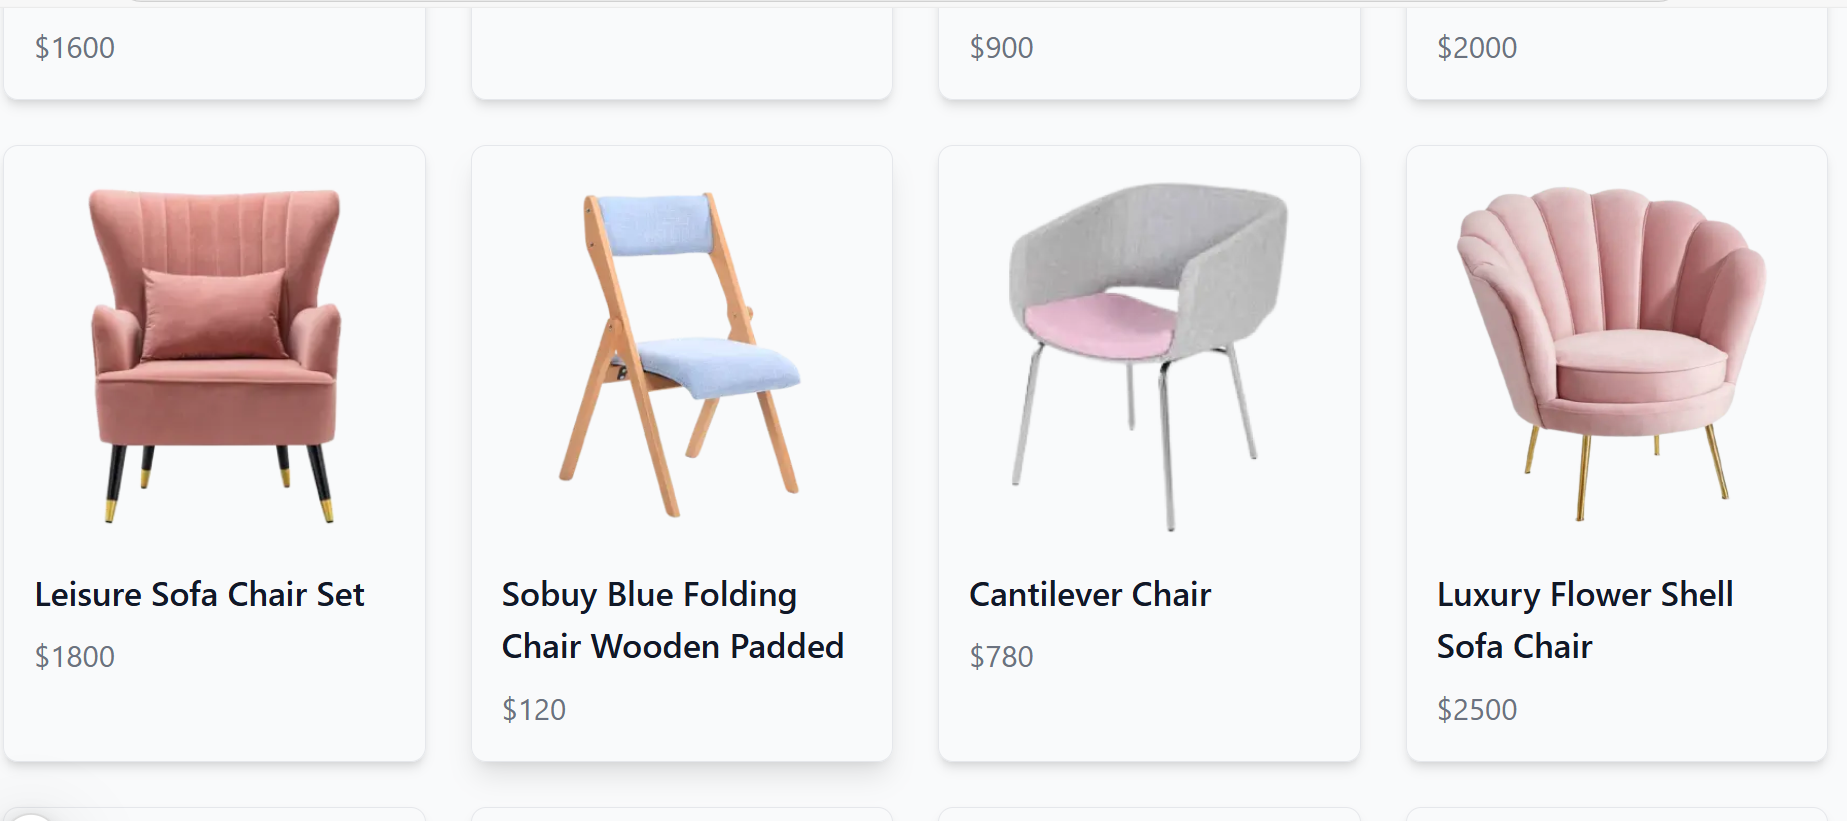 $1600
$900
$2000
Leisure Sofa Chair Set
$1800
Sobuy Blue Folding
Chair Wooden Padded
$120
Cantilever Chair
$780
Luxury Flower Shell
Sofa Chair
$2500